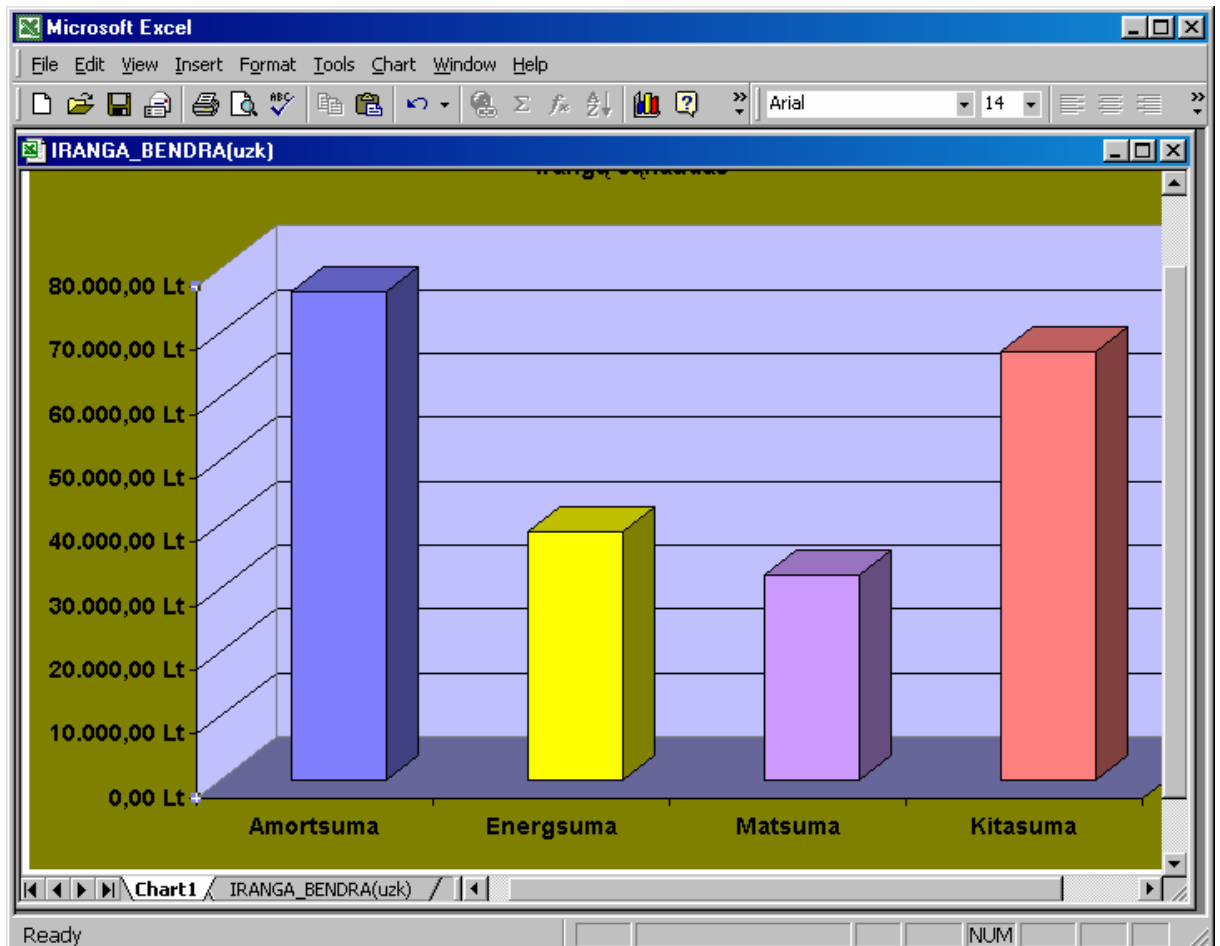 Microsoft Excel
File Edit View Insert Format Tools Chart Window Help
Arial 14
IRANGA_BENDRA(uzk)
80.000,00 Lt
70.000,00 Lt
60.000,00 Lt
50.000,00 Lt
40.000,00 Lt
30.000,00 Lt
20.000,00 Lt
10.000,00 Lt
0,00 Lt
Amortsuma Energsuma Matsuma Kitasuma
Chart1 IRANGA_BENDRA(uzk)
Ready NUM